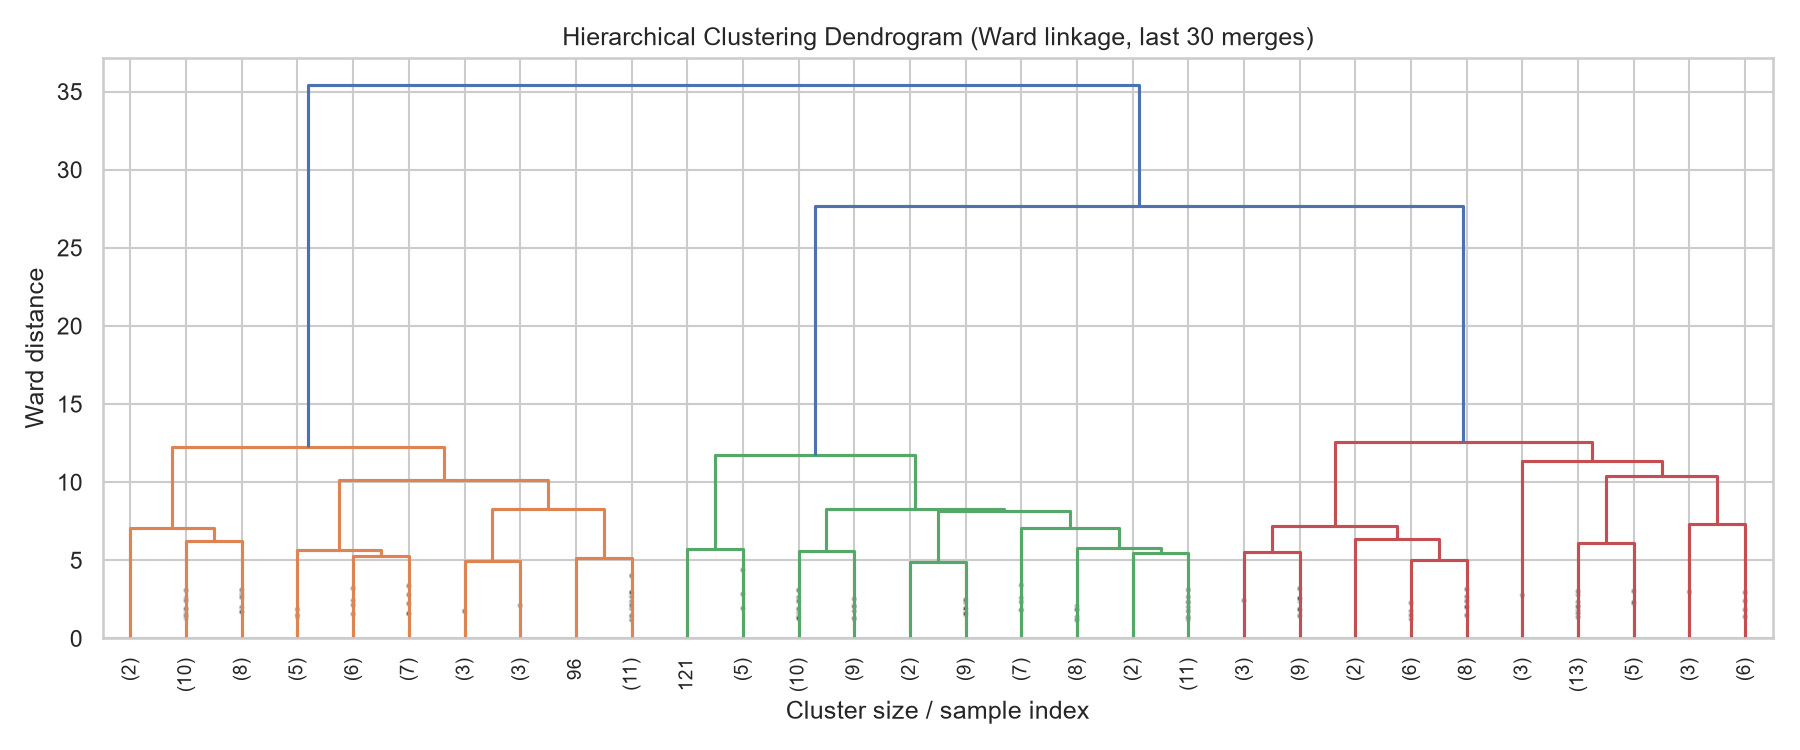 Hierarchical Clustering Dendrogram (Ward linkage, last 30 merges)
Ward distance
35
30
25
20
15
10
5
0
(2) (10) (8) (5) (6) (7) (3) (3) 96 (11) 121 (5) (10) (9) (2) (9) (7) (8) (2) (11) (3) (9) (2) (6) (8) (3) (13) (5) (3) (6)
Cluster size / sample index